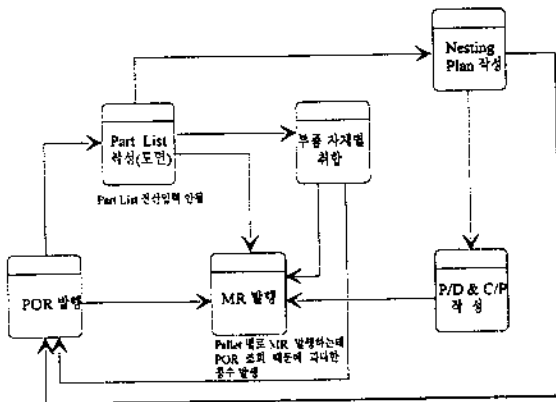 Nesting
Plan 작성
Part List
작성(도면)
부품 자재별
취합
Part List 전산입력 안됨
POR 발행
MR 발행
P/D & C/P
작 성
Pallet 별로 MR 발행하는데
POR 조회 때문에 과다한
공수 발생